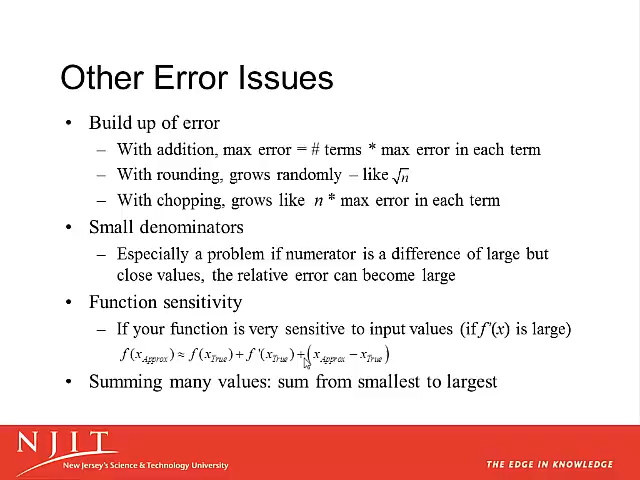 Other Error Issues
• Build up of error
– With addition, max error = # terms * max error in each term
– With rounding, grows randomly – like √n
– With chopping, grows like n * max error in each term
• Small denominators
– Especially a problem if numerator is a difference of large but
close values, the relative error can become large
• Function sensitivity
– If your function is very sensitive to input values (if f'(x) is large)
f(x_Approx) ≈ f(x_True) + f'(x_True) + (x_Approx − x_True)
• Summing many values: sum from smallest to largest
NJIT
New Jersey's Science & Technology University
THE EDGE IN KNOWLEDGE